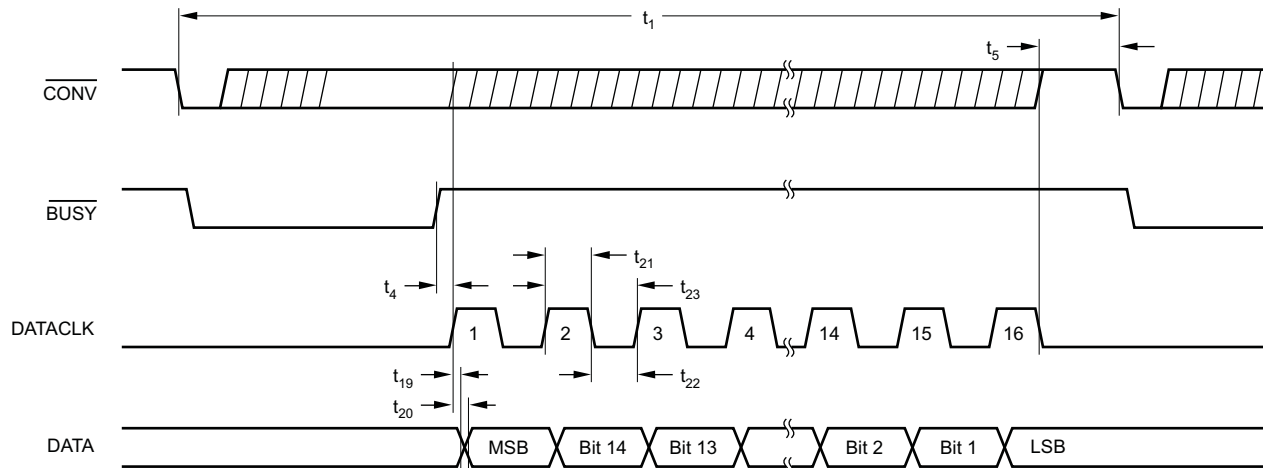 t1
t5
CONV
BUSY
t21
t4
t23
DATACLK
1 2 3 4 14 15 16
t19
t22
t20
DATA
MSB Bit 14 Bit 13 Bit 2 Bit 1 LSB